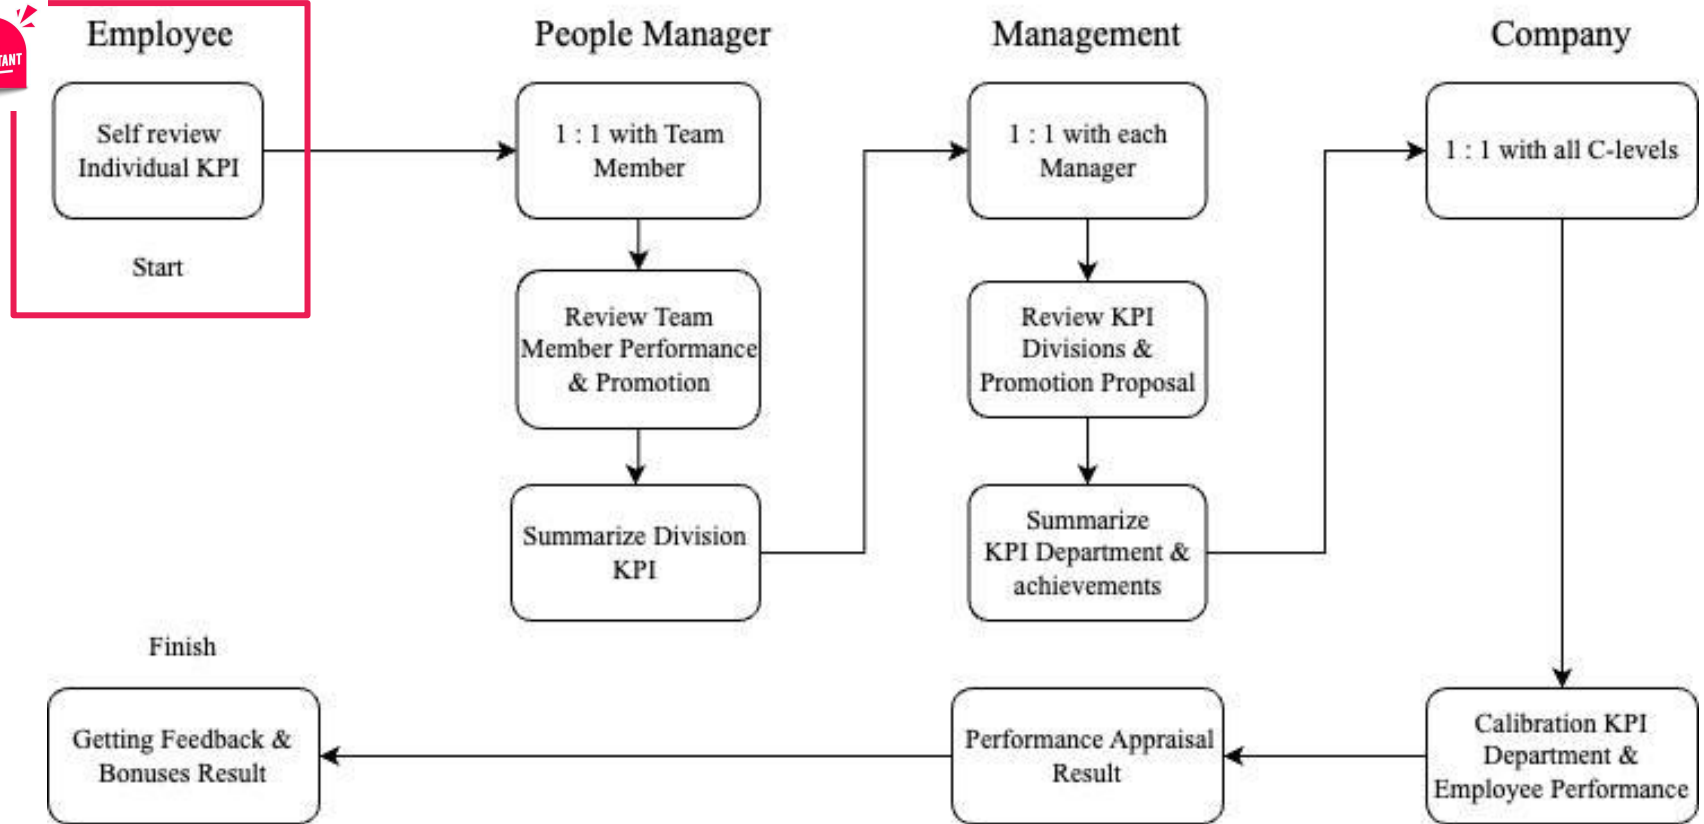 Employee
People Manager
Management
Company
TANT
Self review
Individual KPI
1 : 1 with Team
Member
1 : 1 with each
Manager
1 : 1 with all C-levels
Start
Review Team
Member Performance
& Promotion
Review KPI
Divisions &
Promotion Proposal
Summarize Division
KPI
Summarize
KPI Department &
achievements
Finish
Getting Feedback &
Bonuses Result
Performance Appraisal
Result
Calibration KPI
Department &
Employee Performance